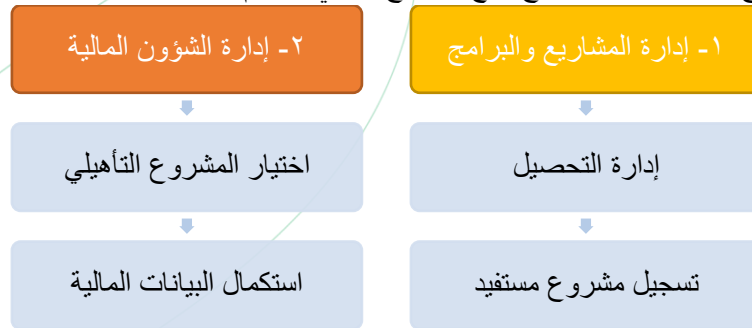 ١- إدارة المشاريع والبرامج
إدارة التحصيل
تسجيل مشروع مستفيد
٢- إدارة الشؤون المالية
اختيار المشروع التأهيلي
استكمال البيانات المالية